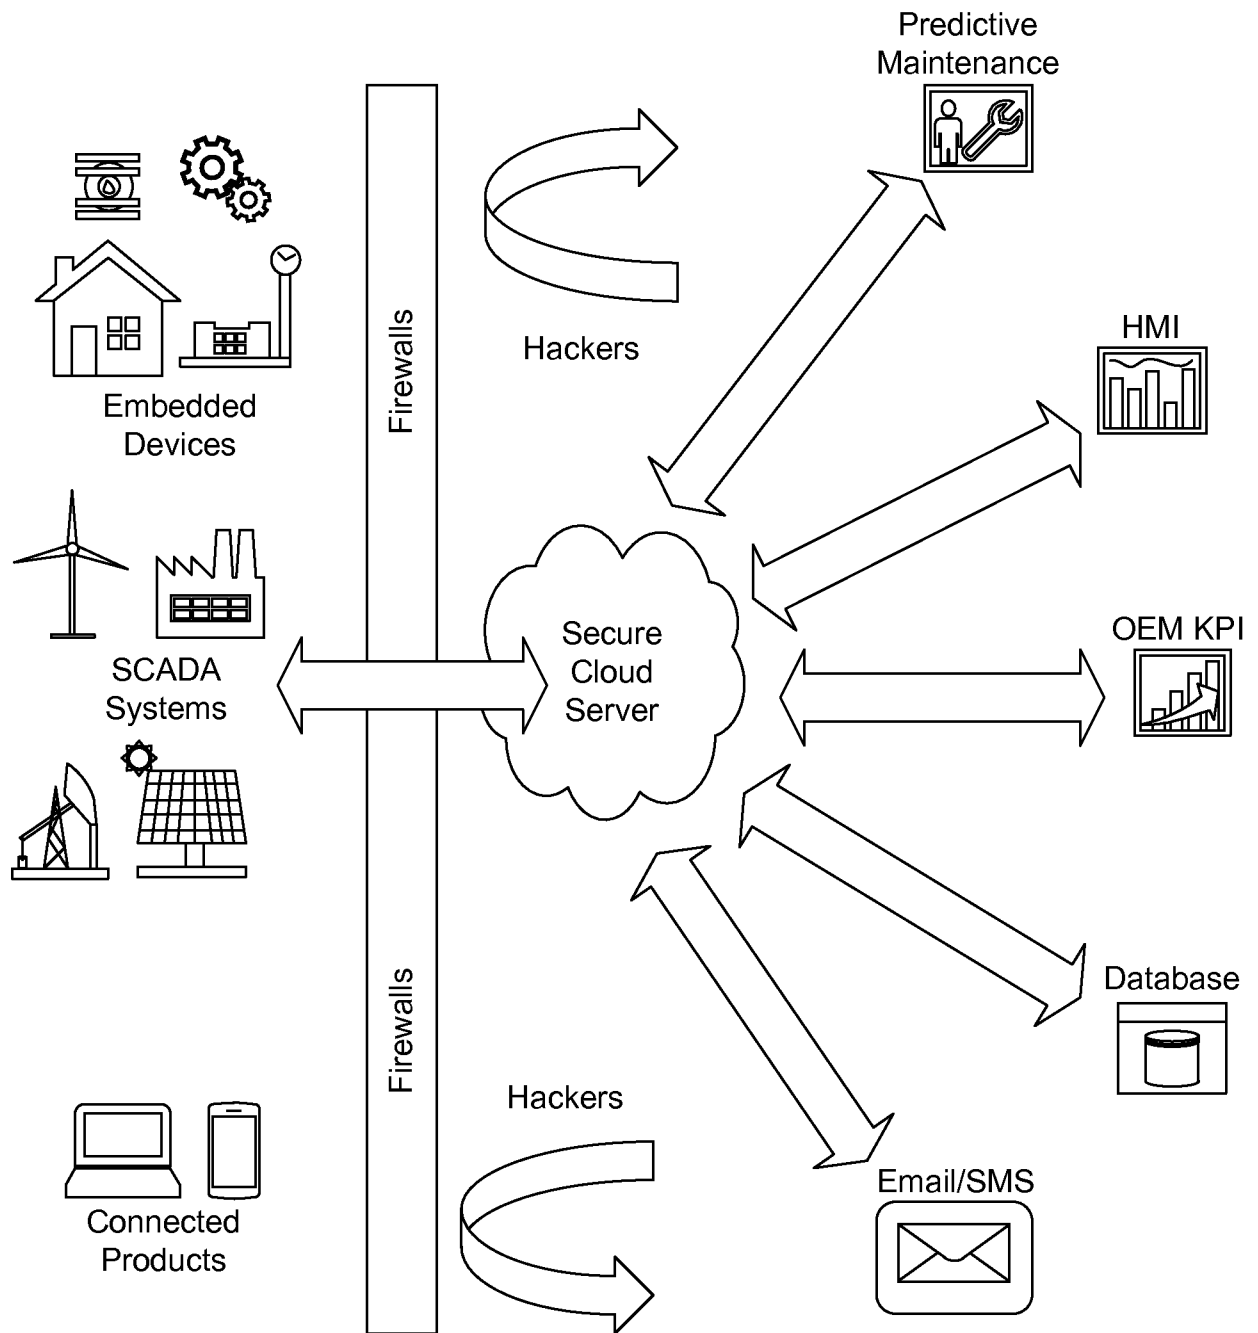 Predictive
Maintenance
HMI
Firewalls
Hackers
Embedded
Devices
SCADA
Systems
Secure
Cloud
Server
OEM KPI
Database
Firewalls
Hackers
Email/SMS
Connected
Products